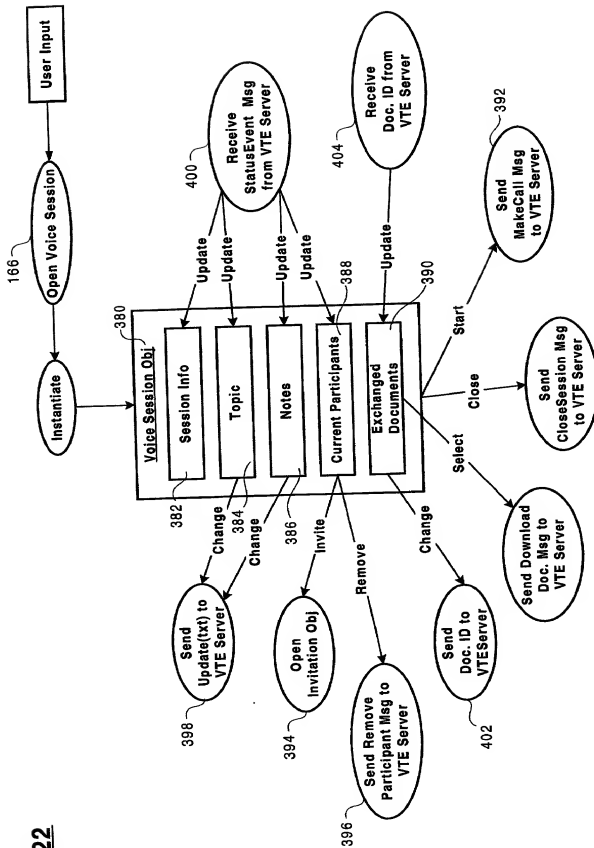 User Input
166
Open Voice Session
Instantiate
380
Voice Session Obj
Session Info
382
Topic
384
Notes
386
Current Participants
388
Exchanged
Documents
390
Update
Update
Update
Update
400
Receive
StatusEvent Msg
from VTE Server
Update
404
Receive
Doc. ID from
VTE Server
Change
Change
Send
Update(txt) to
VTE Server
398
Invite
Open
Invitation Obj
394
Remove
Send Remove
Participant Msg to
VTE Server
396
Change
Send
Doc. ID to
VTEServer
402
Select
Send Download
Doc. Msg to
VTE Server
Close
Send
CloseSession Msg
to VTE Server
Start
Send
MakeCall Msg
to VTE Server
392
22